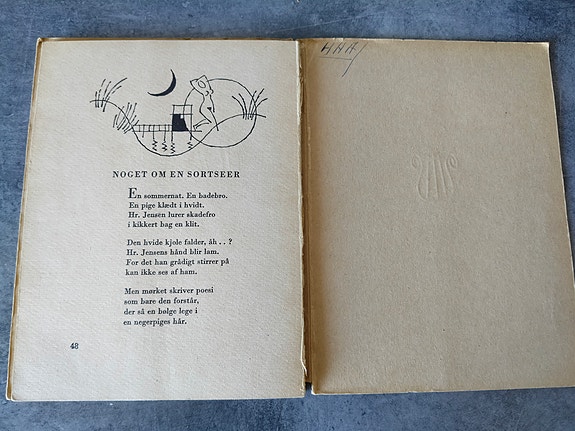 NOGET OM EN SORTSEER
En sommernat. En badebro.
En pige klædt i hvidt.
Hr. Jensen lurer skadefro
i kikkert bag en klit.
Den hvide kjole falder, åh . . ?
Hr. Jensens hånd blir lam.
For det han grådigt stirrer på
kan ikke ses af ham.
Men mørket skriver poesi
som bare den forstår,
der så en bølge lege i
en negerpiges hår.
48